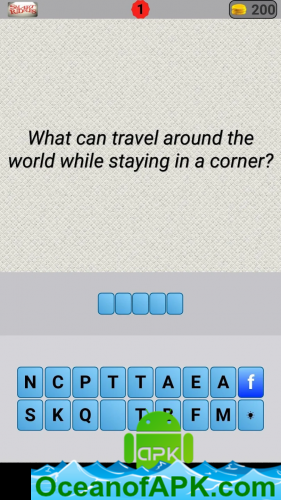 1
200
What can travel around the
world while staying in a corner?
N C P T T A E A f
S K Q T F M
APK
OceanofAPK.com